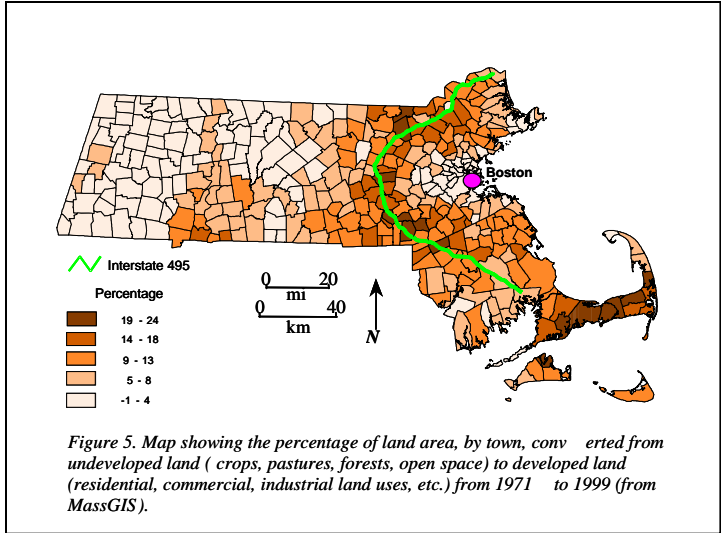 Boston
Interstate 495
Percentage
0 20
mi
0 40
km
N
19 - 24
14 - 18
9 - 13
5 - 8
-1 - 4
Figure 5. Map showing the percentage of land area, by town, conv erted from
undeveloped land ( crops, pastures, forests, open space) to developed land
(residential, commercial, industrial land uses, etc.) from 1971 to 1999 (from
MassGIS ).